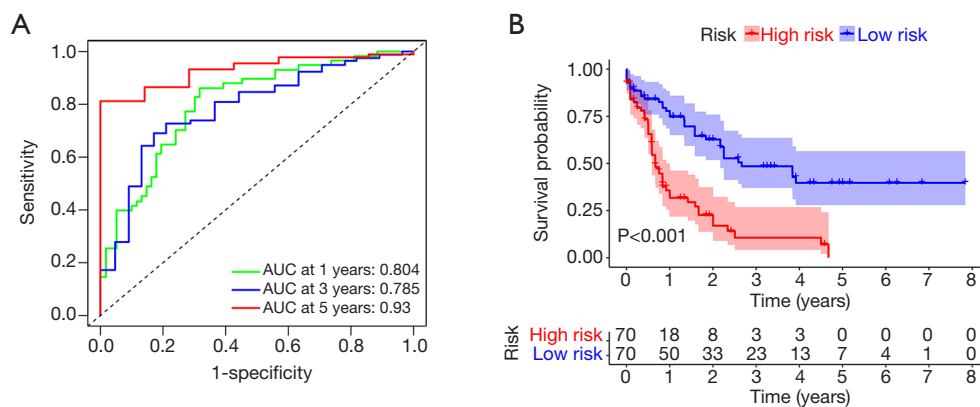 A
Sensitivity
1.0
0.8
0.6
0.4
0.2
0.0
AUC at 1 years: 0.804
AUC at 3 years: 0.785
AUC at 5 years: 0.93
0.0 0.2 0.4 0.6 0.8 1.0
1-specificity
B
Risk High risk Low risk
Survival probability
1.00
0.75
0.50
0.25
0.00
P<0.001
0 1 2 3 4 5 6 7 8
Time (years)
Risk
High risk 70 18 8 3 3 0 0 0 0
Low risk 70 50 33 23 13 7 4 1 0
0 1 2 3 4 5 6 7 8
Time (years)